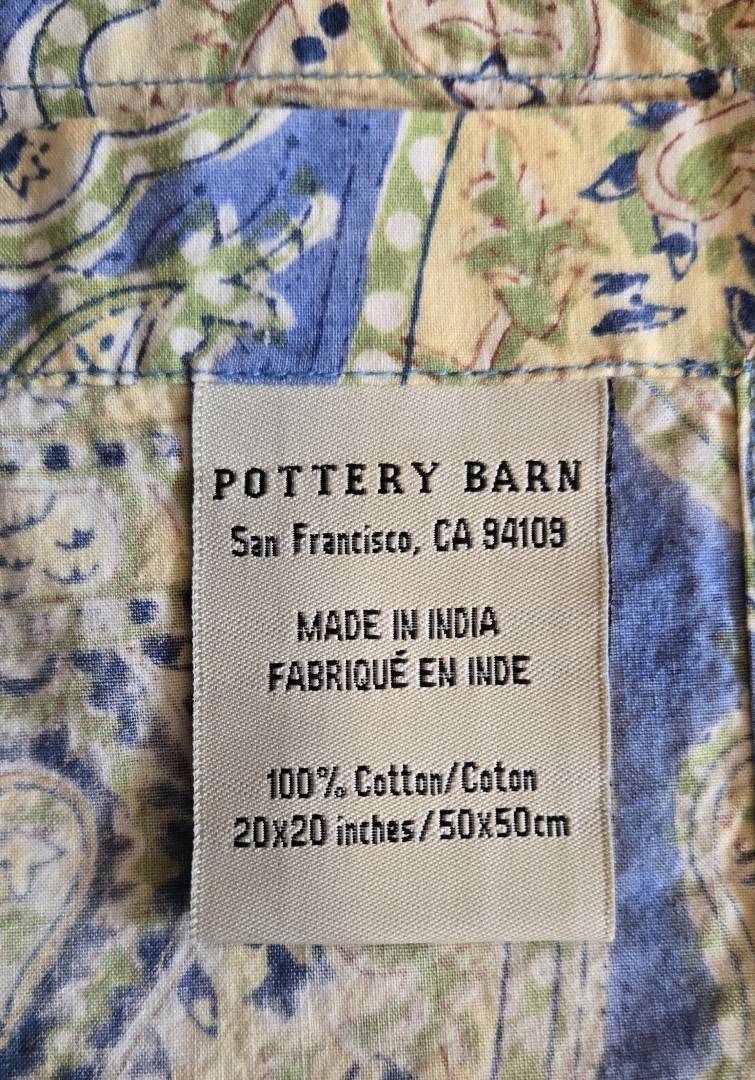 POTTERY BARN
San Francisco, CA 94109
MADE IN INDIA
FABRIQUÉ EN INDE
100% Cotton/Coton
20x20 inches/50x50cm